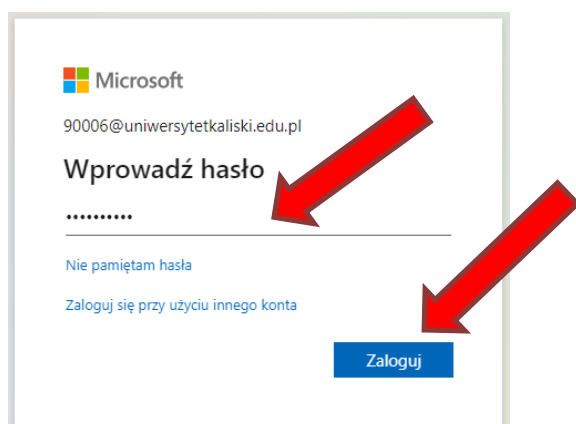 Microsoft
90006@uniwersytetkaliski.edu.pl
Wprowadź hasło
••••••••••
Nie pamiętam hasła
Zaloguj się przy użyciu innego konta
Zaloguj